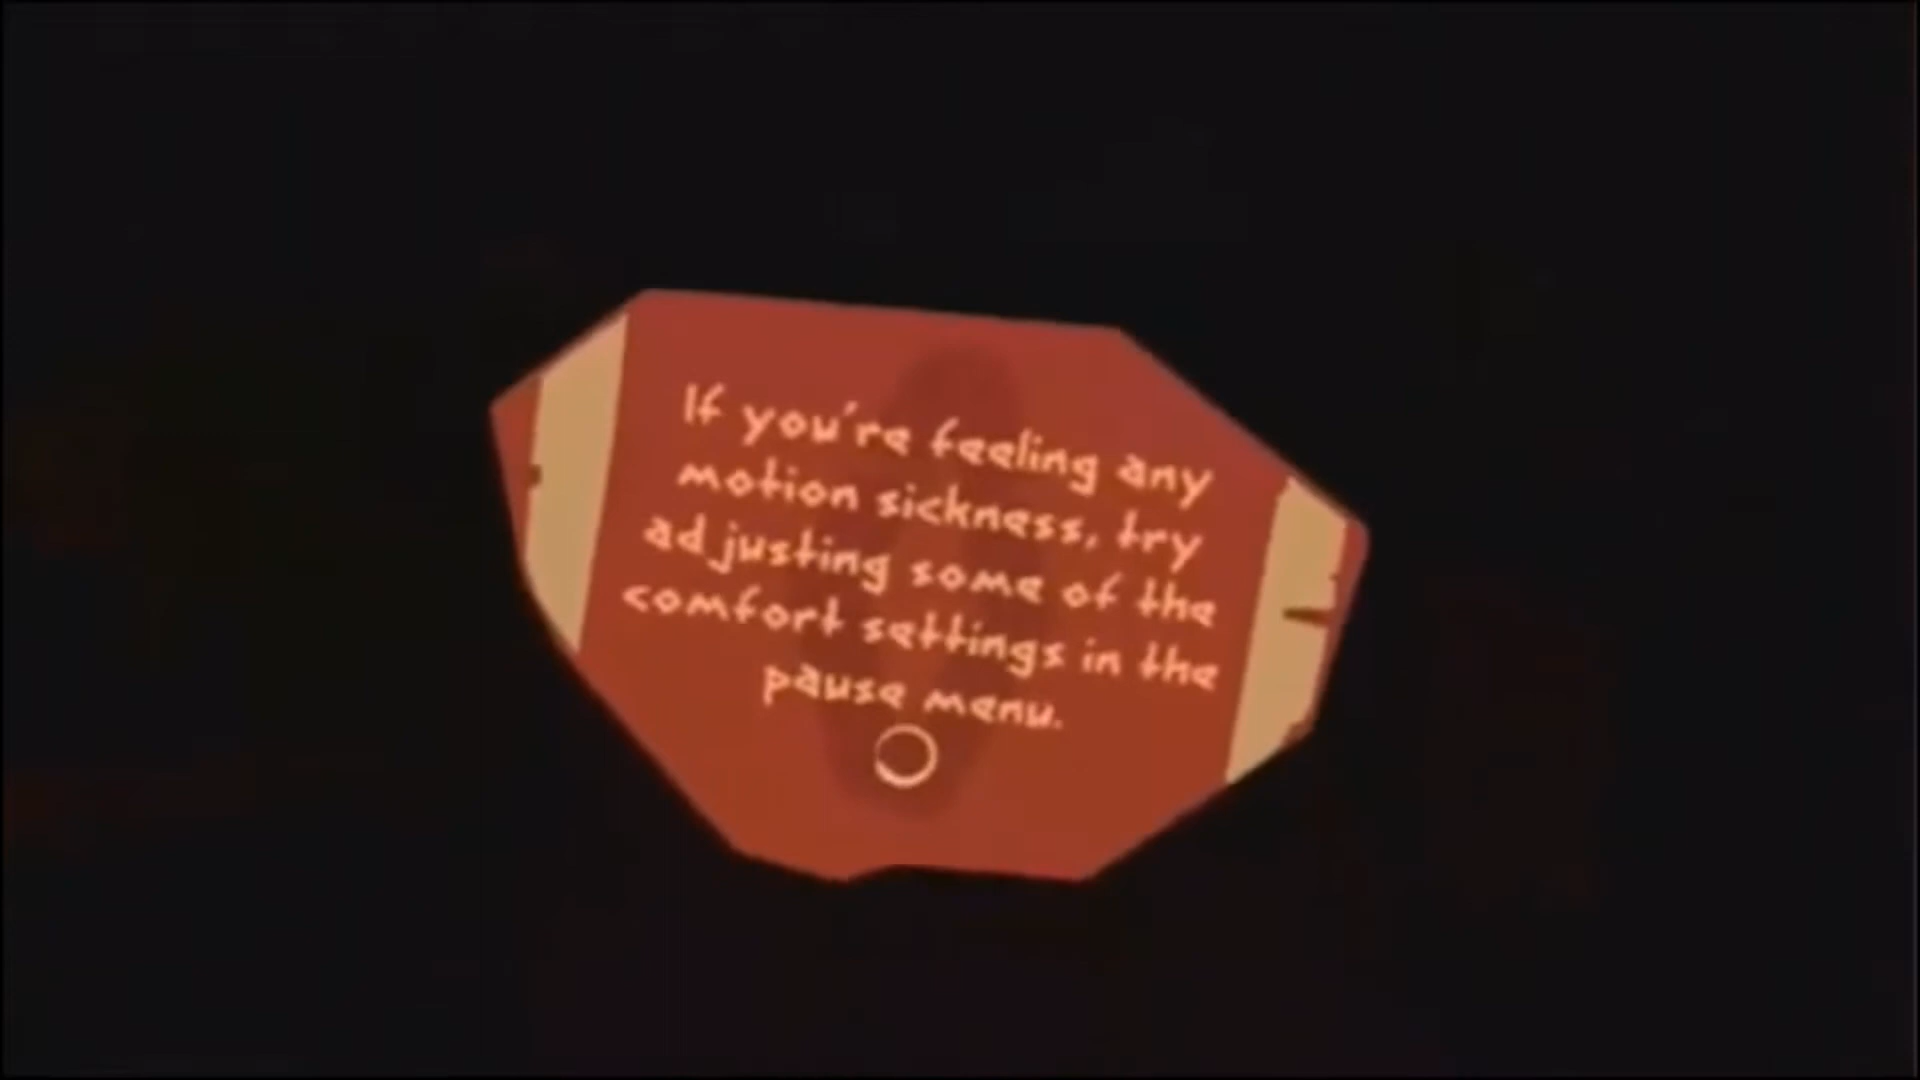 If you're feeling any
motion sickness, try
adjusting some of the
comfort settings in the
pause menu.